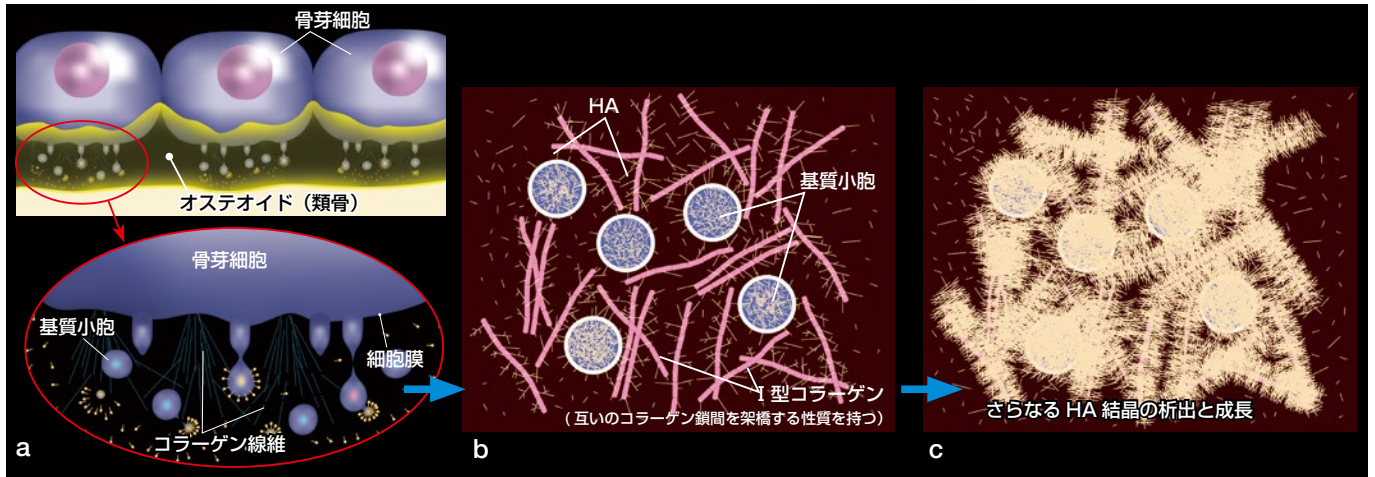 骨芽細胞
オステオイド（類骨）
骨芽細胞
基質小胞
細胞膜
コラーゲン線維
a
HA
基質小胞
Ⅰ型コラーゲン
（互いのコラーゲン鎖間を架橋する性質を持つ）
b
さらなる HA 結晶の析出と成長
c